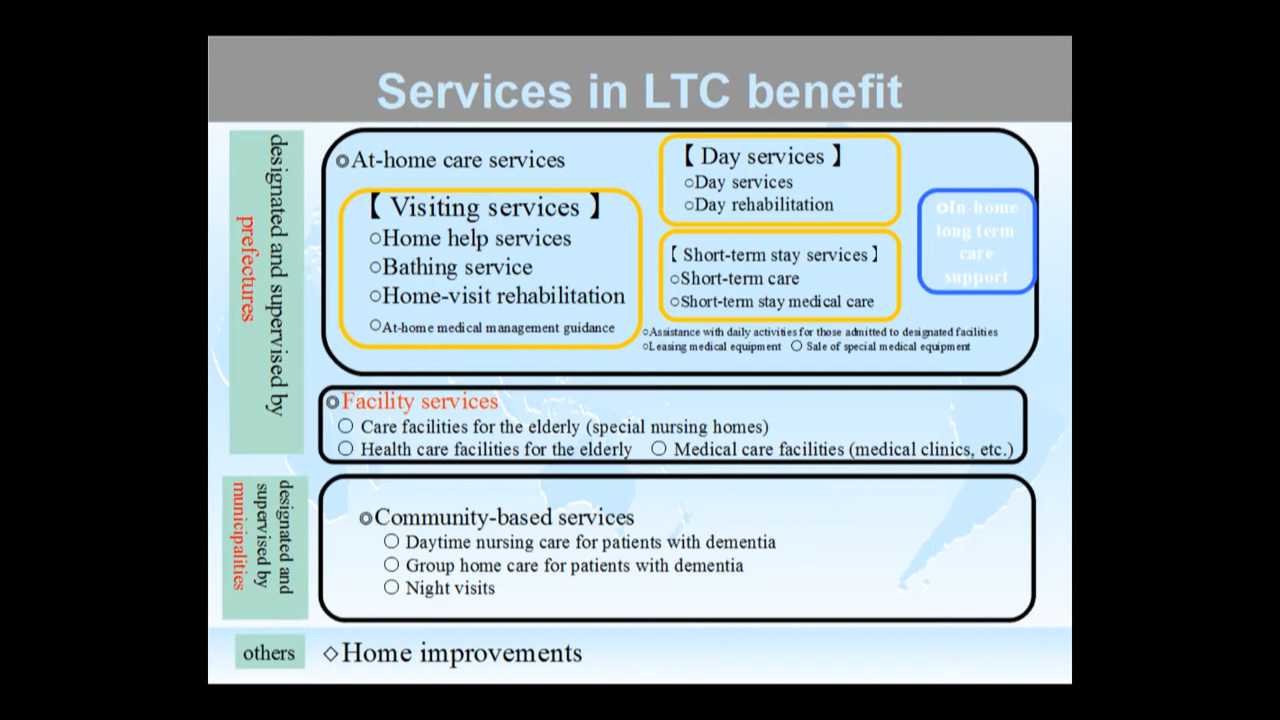 Services in LTC benefit
designated and supervised by
prefectures
◎At-home care services
【 Visiting services 】
○Home help services
○Bathing service
○Home-visit rehabilitation
○At-home medical management guidance
【 Day services 】
○Day services
○Day rehabilitation
【 Short-term stay services 】
○Short-term care
○Short-term stay medical care
○Assistance with daily activities for those admitted to designated facilities
○Leasing medical equipment ○ Sale of special medical equipment
○In-home
long term
care
support
◎Facility services
○ Care facilities for the elderly (special nursing homes)
○ Health care facilities for the elderly ○ Medical care facilities (medical clinics, etc.)
designated and
supervised by
municipalities
◎Community-based services
○ Daytime nursing care for patients with dementia
○ Group home care for patients with dementia
○ Night visits
others
◇Home improvements